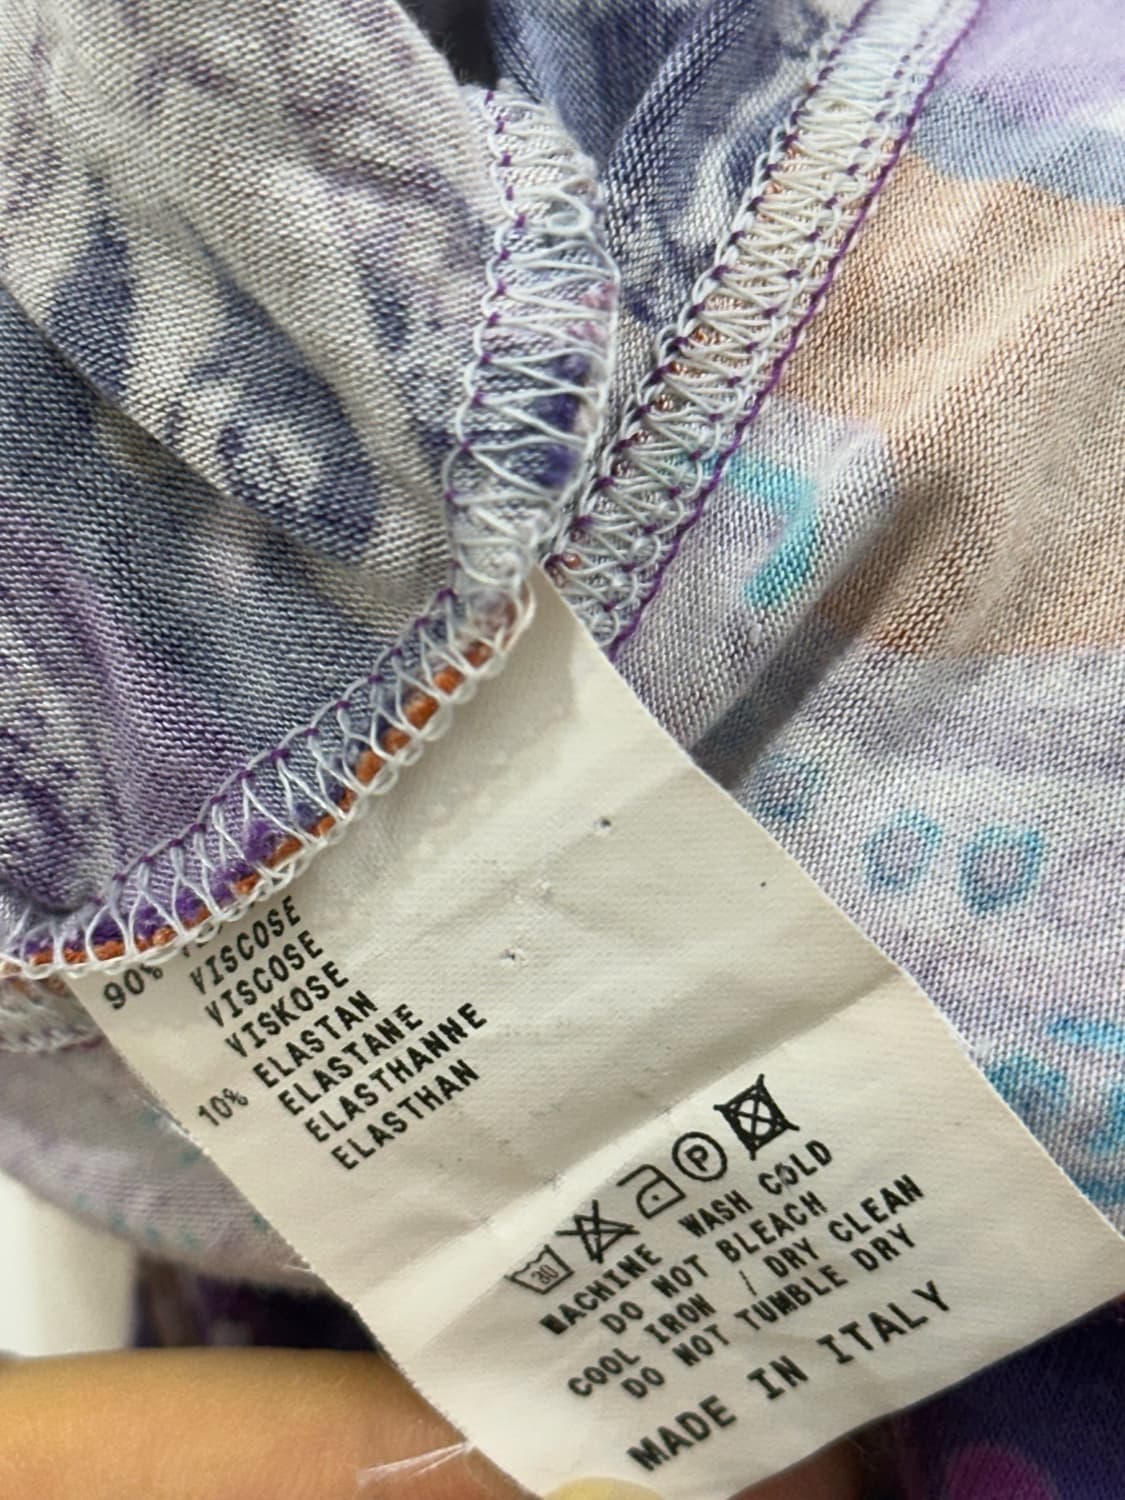 90%
VISCOSE
VISCOSE
VISKOSE
10% ELASTAN
ELASTANE
ELASTHANNE
ELASTHAN
30
P
MACHINE WASH COLD
DO NOT BLEACH
COOL IRON / DRY CLEAN
DO NOT TUMBLE DRY
MADE IN ITALY